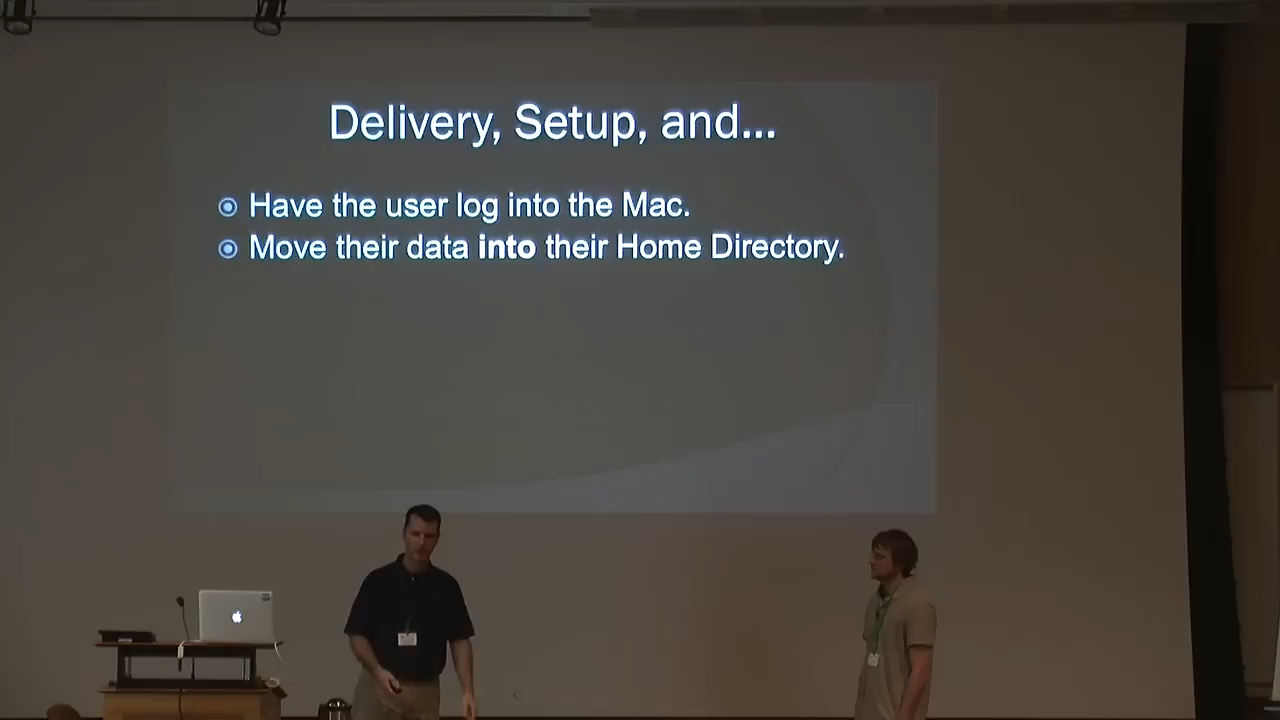 Delivery, Setup, and...
Have the user log into the Mac.
Move their data into their Home Directory.